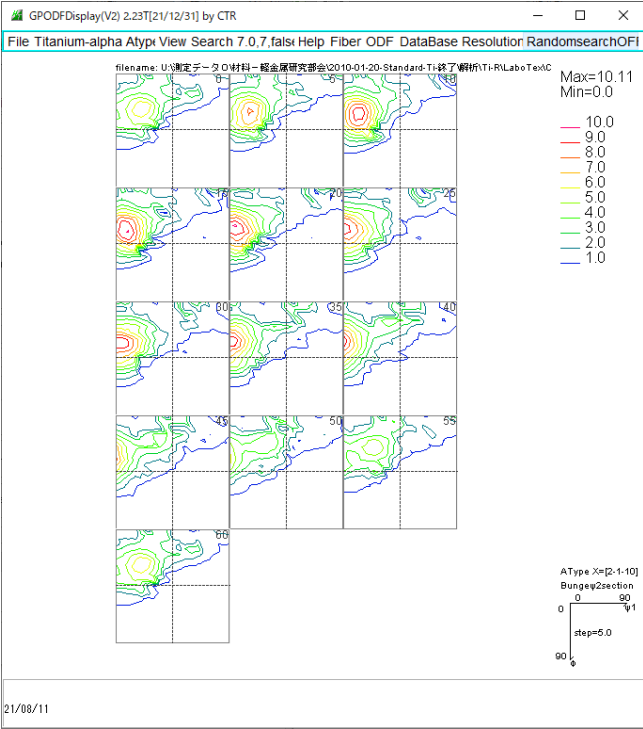 GPODFDisplay(V2) 2.23T[21/12/31] by CTR
File Titanium-alpha Atype View Search 7.0,7,false Help Fiber ODF DataBase Resolution RandomsearchOFF
filename: U:\測定データO\材料-軽金属研究部会\2010-01-20-Standard-Ti-終了\解析\Ti-R\LaboTex\C
Max=10.11
Min=0.0
10.0
9.0
8.0
7.0
6.0
5.0
4.0
3.0
2.0
1.0
0 5 10
15 20 25
30 35 40
45 50 55
60
AType X=[2-1-10]
Bungeψ2section
0 90
0 ψ1
step=5.0
90
Φ
21/08/11